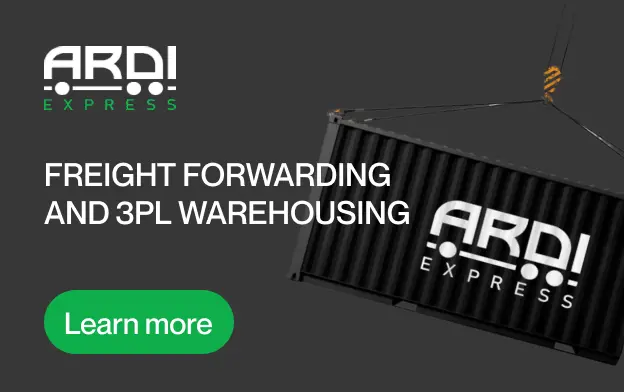 ARDI
EXPRESS
FREIGHT FORWARDING
AND 3PL WAREHOUSING
ARDI
EXPRESS
Learn more